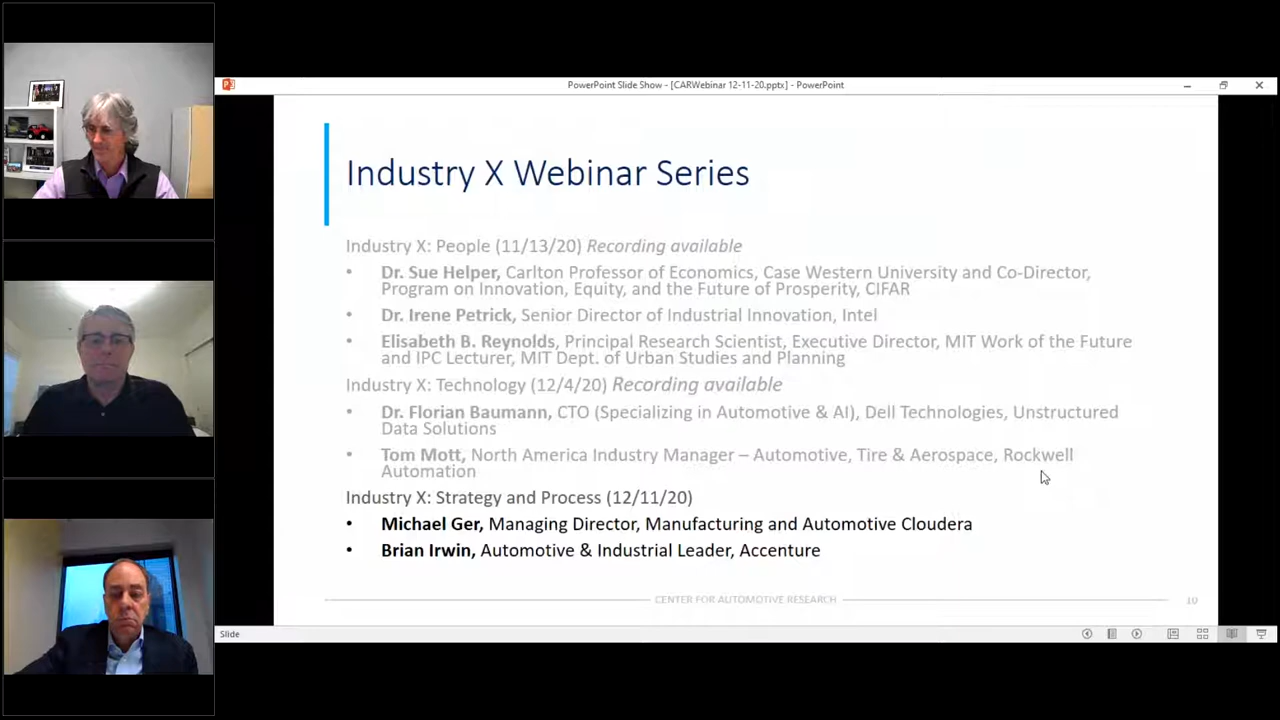 PowerPoint Slide Show - [CARWebinar 12-11-20.pptx] - PowerPoint
Industry X Webinar Series
Industry X: People (11/13/20) Recording available
• Dr. Sue Helper, Carlton Professor of Economics, Case Western University and Co-Director,
Program on Innovation, Equity, and the Future of Prosperity, CIFAR
• Dr. Irene Petrick, Senior Director of Industrial Innovation, Intel
• Elisabeth B. Reynolds, Principal Research Scientist, Executive Director, MIT Work of the Future
and IPC Lecturer, MIT Dept. of Urban Studies and Planning
Industry X: Technology (12/4/20) Recording available
• Dr. Florian Baumann, CTO (Specializing in Automotive & AI), Dell Technologies, Unstructured
Data Solutions
• Tom Mott, North America Industry Manager – Automotive, Tire & Aerospace, Rockwell
Automation
Industry X: Strategy and Process (12/11/20)
• Michael Ger, Managing Director, Manufacturing and Automotive Cloudera
• Brian Irwin, Automotive & Industrial Leader, Accenture
CENTER FOR AUTOMOTIVE RESEARCH
10
Slide